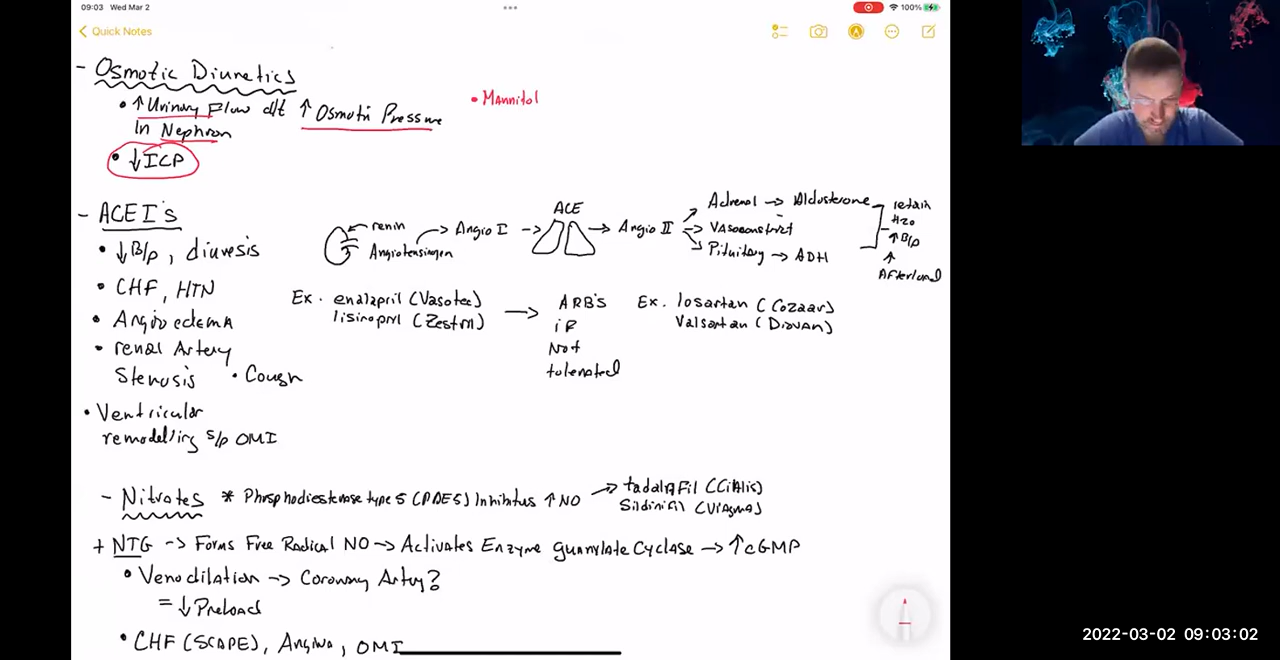 09:03 Wed Mar 2
100%
Quick Notes
- Osmotic Diuretics
• ↑ Urinary Flow d/t ↑ Osmotic Pressure
In Nephron
• Mannitol
• ↓ ICP
- ACEI's
• ↓ B/p, diuresis
• CHF, HTN
• Angioedema
• renal Artery
Stenosis • Cough
• Ventricular
remodelling s/p OMI
renin
Angiotensinogen
Angio I →
ACE
→ Angio II
Adrenal → Aldosterone
Vasoconstrict
Pituitary → ADH
retain
H2O
↑ B/p
↑
Afterload
Ex. enalapril (Vasotec)
lisinopril (Zestril)
→ ARB's
if
Not
tolerated
Ex. losartan (Cozaar)
Valsartan (Diovan)
- Nitrates * Phosphodiesterase type 5 (PDE5) Inhibitors ↑ NO → tadalafil (Cialis)
Sildinifil (Viagra)
+ NTG → Forms Free Radical NO → Activates Enzyme guanylate Cyclase → ↑ cGMP
• Venodilation → Coronary Artery?
= ↓ Preload
• CHF (SCAPE), Angina, OMI
2022-03-02 09:03:02